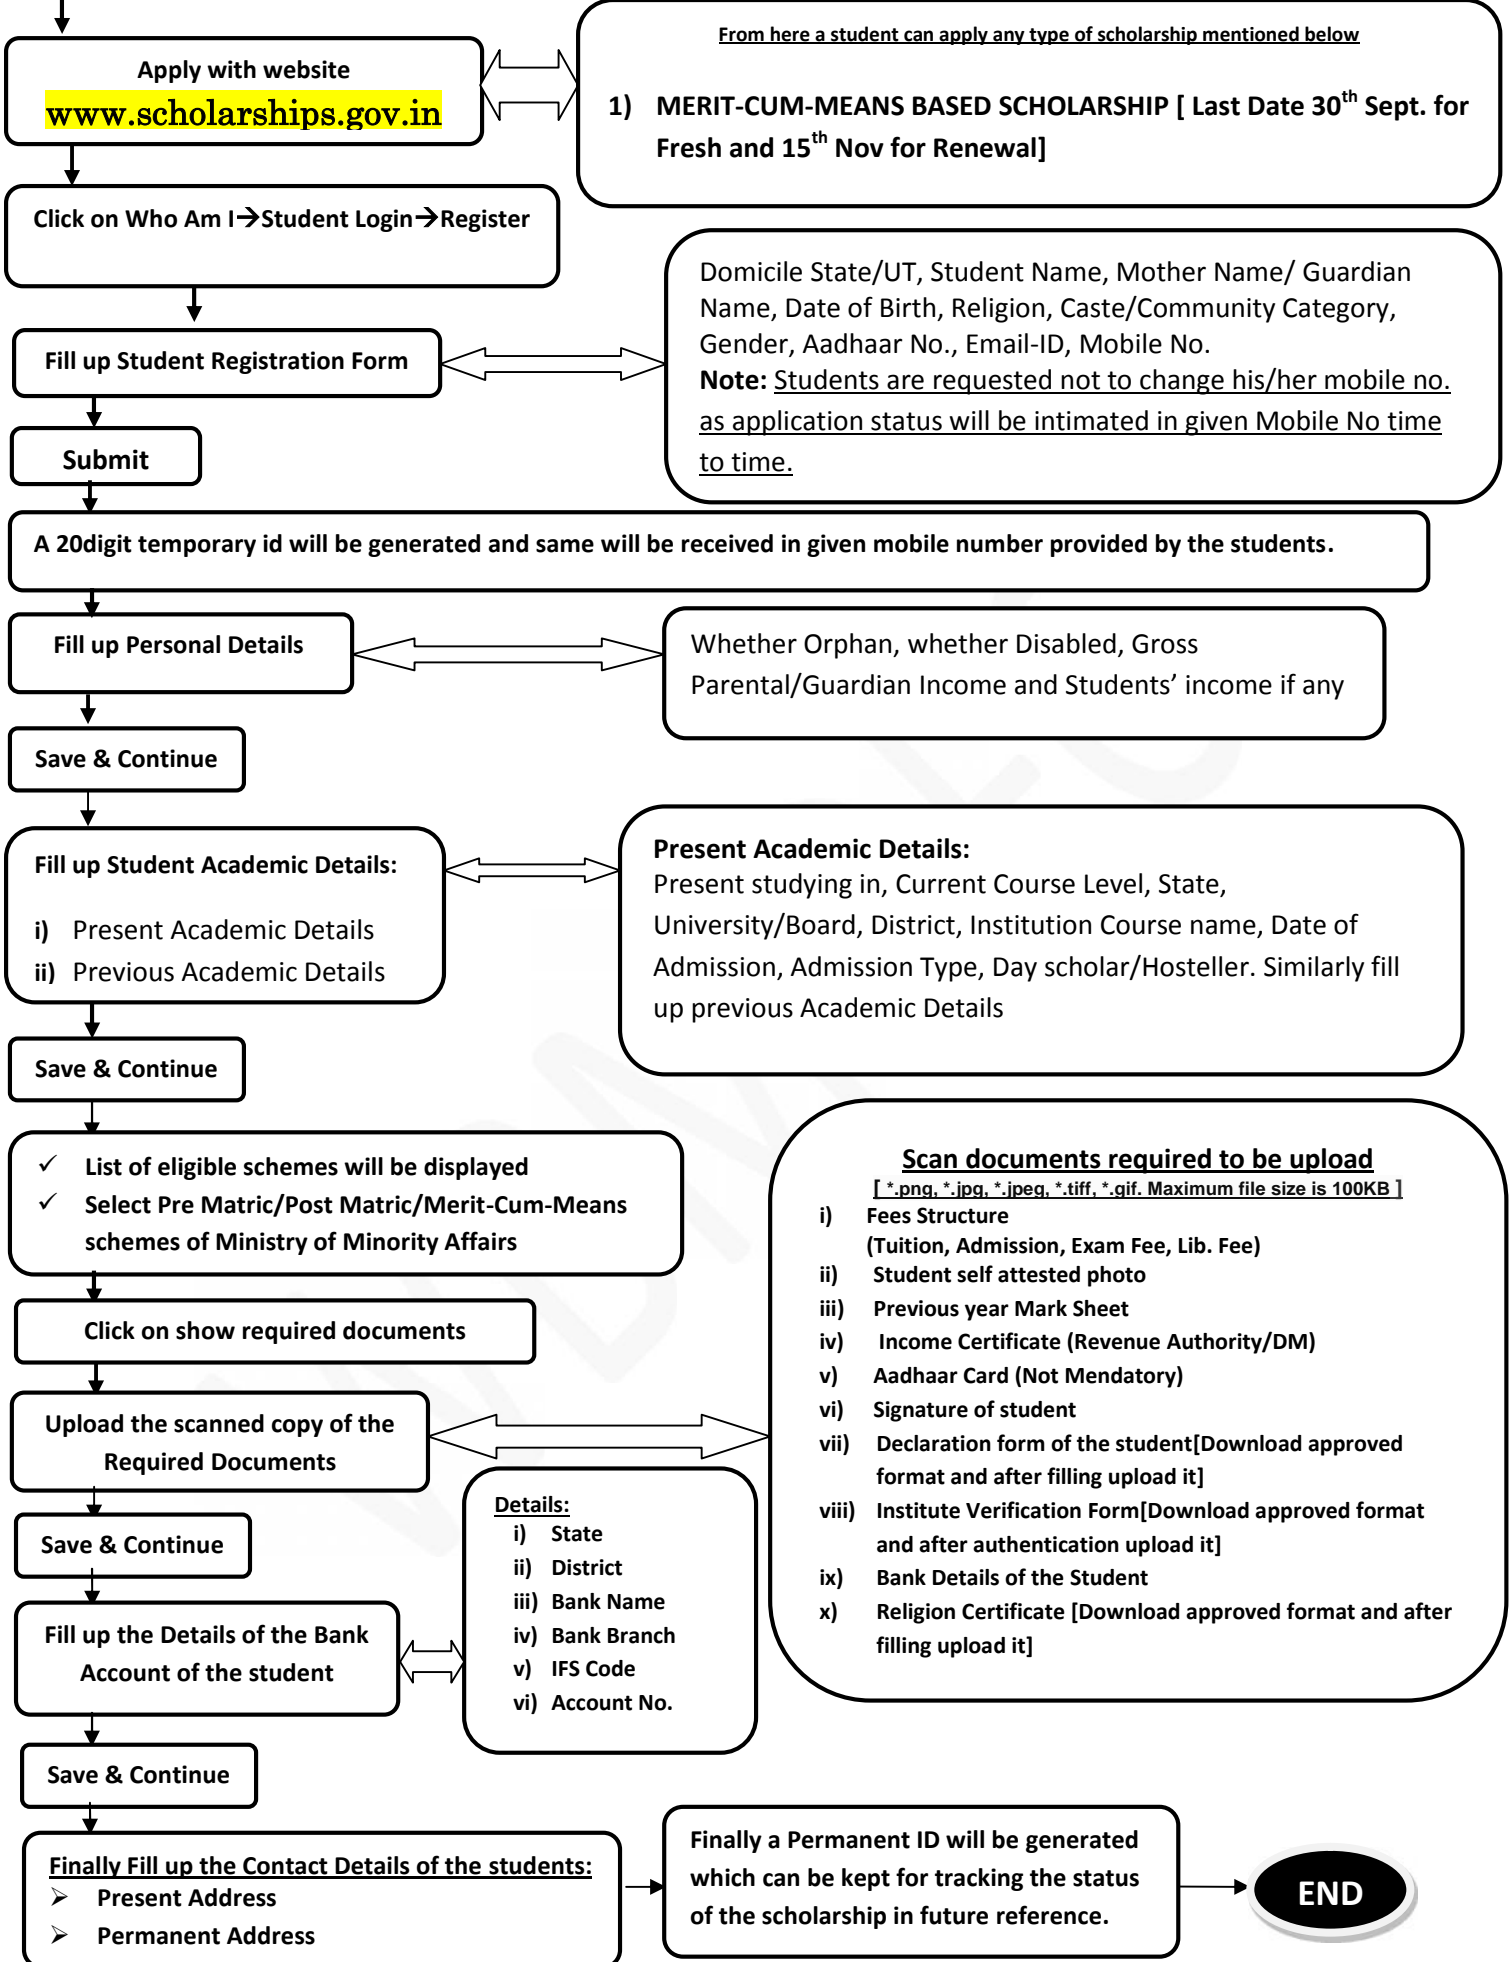 Apply with website
www.scholarships.gov.in
From here a student can apply any type of scholarship mentioned below
1) MERIT-CUM-MEANS BASED SCHOLARSHIP [ Last Date 30th Sept. for
Fresh and 15th Nov for Renewal]
Click on Who Am I→Student Login→Register
Domicile State/UT, Student Name, Mother Name/ Guardian
Name, Date of Birth, Religion, Caste/Community Category,
Gender, Aadhaar No., Email-ID, Mobile No.
Note: Students are requested not to change his/her mobile no.
as application status will be intimated in given Mobile No time
to time.
Fill up Student Registration Form
Submit
A 20digit temporary id will be generated and same will be received in given mobile number provided by the students.
Fill up Personal Details
Whether Orphan, whether Disabled, Gross
Parental/Guardian Income and Students’ income if any
Save & Continue
Fill up Student Academic Details:
i) Present Academic Details
ii) Previous Academic Details
Present Academic Details:
Present studying in, Current Course Level, State,
University/Board, District, Institution Course name, Date of
Admission, Admission Type, Day scholar/Hosteller. Similarly fill
up previous Academic Details
Save & Continue
✓ List of eligible schemes will be displayed
✓ Select Pre Matric/Post Matric/Merit-Cum-Means
schemes of Ministry of Minority Affairs
Click on show required documents
Upload the scanned copy of the
Required Documents
Scan documents required to be upload
[ *.png, *.jpg, *.jpeg, *.tiff, *.gif. Maximum file size is 100KB ]
i) Fees Structure
(Tuition, Admission, Exam Fee, Lib. Fee)
ii) Student self attested photo
iii) Previous year Mark Sheet
iv) Income Certificate (Revenue Authority/DM)
v) Aadhaar Card (Not Mendatory)
vi) Signature of student
vii) Declaration form of the student[Download approved
format and after filling upload it]
viii) Institute Verification Form[Download approved format
and after authentication upload it]
ix) Bank Details of the Student
x) Religion Certificate [Download approved format and after
filling upload it]
Save & Continue
Fill up the Details of the Bank
Account of the student
Details:
i) State
ii) District
iii) Bank Name
iv) Bank Branch
v) IFS Code
vi) Account No.
Save & Continue
Finally Fill up the Contact Details of the students:
➢ Present Address
➢ Permanent Address
Finally a Permanent ID will be generated
which can be kept for tracking the status
of the scholarship in future reference.
END